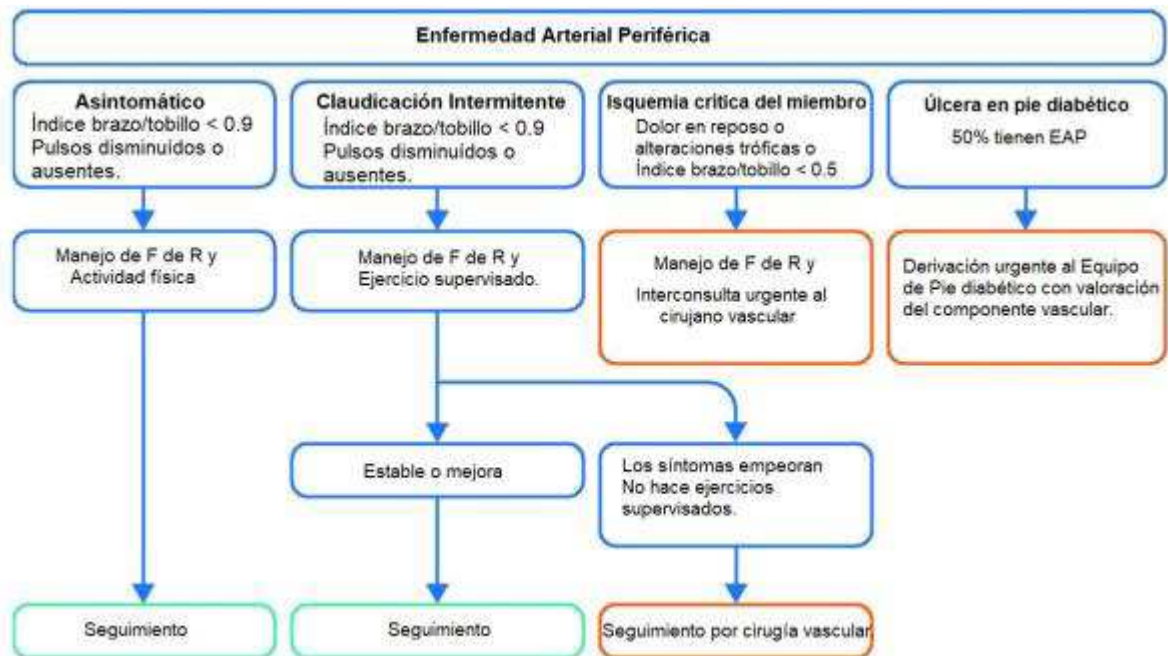 Enfermedad Arterial Periférica
Asintomático
Índice brazo/tobillo < 0.9
Pulsos disminuídos o
ausentes.
Claudicación Intermitente
Índice brazo/tobillo < 0.9
Pulsos disminuídos o
ausentes.
Isquemia critica del miembro
Dolor en reposo o
alteraciones tróficas o
Índice brazo/tobillo < 0.5
Úlcera en pie diabético
50% tienen EAP
Manejo de F de R y
Actividad física
Manejo de F de R y
Ejercicio supervisado.
Manejo de F de R y
Interconsulta urgente al
cirujano vascular
Derivación urgente al Equipo
de Pie diabético con valoración
del componente vascular.
Estable o mejora
Los síntomas empeoran
No hace ejercicios
supervisados.
Seguimiento
Seguimiento
Seguimiento por cirugía vascular.